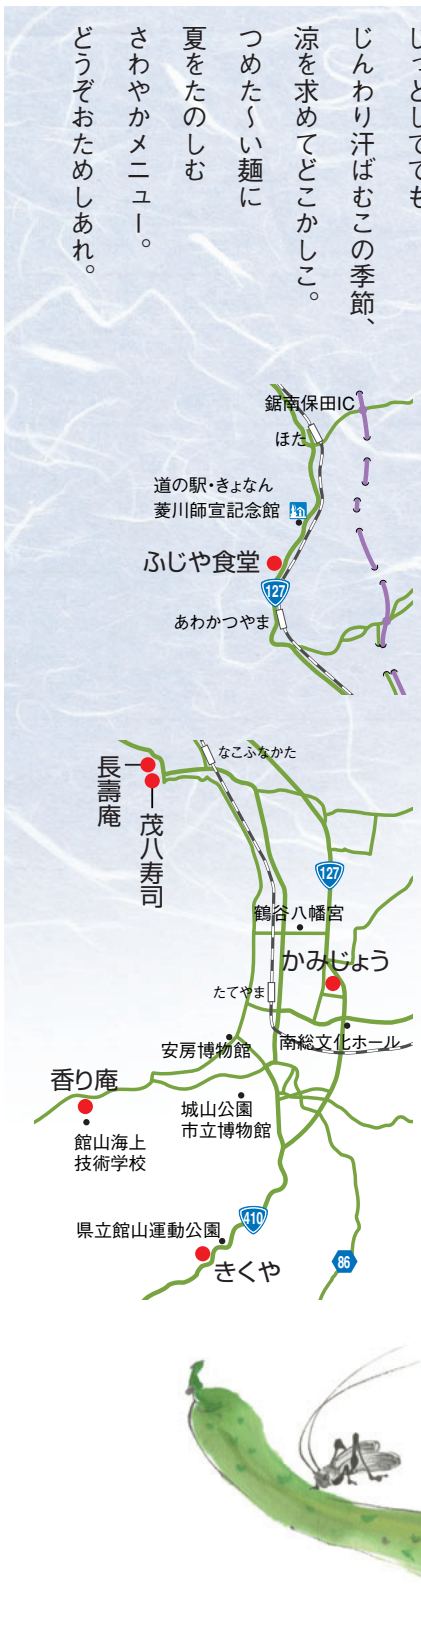 じっとしてても
じんわり汗ばむこの季節、
涼を求めてどこかしこ。
つめた〜い麺に
夏をたのしむ
さわやかメニュー。
どうぞおためしあれ。
鋸南保田IC
ほた
道の駅・きょなん
菱川師宣記念館
ふじや食堂
127
あわかつやま
なこふなかた
長壽庵
茂八寿司
127
鶴谷八幡宮
かみじょう
たてやま
安房博物館
南総文化ホール
香り庵
城山公園
市立博物館
館山海上
技術学校
県立館山運動公園
410
きくや
86